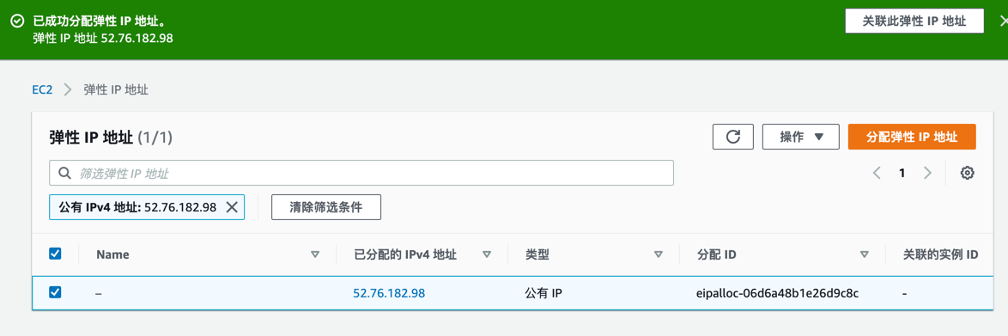 已成功分配弹性 IP 地址。
弹性 IP 地址 52.76.182.98
关联此弹性 IP 地址
EC2 > 弹性 IP 地址
弹性 IP 地址 (1/1)
操作
分配弹性 IP 地址
筛选弹性 IP 地址
1
公有 IPv4 地址: 52.76.182.98
清除筛选条件
Name 已分配的 IPv4 地址 类型 分配 ID 关联的实例 ID
– 52.76.182.98 公有 IP eipalloc-06d6a48b1e26d9c8c -